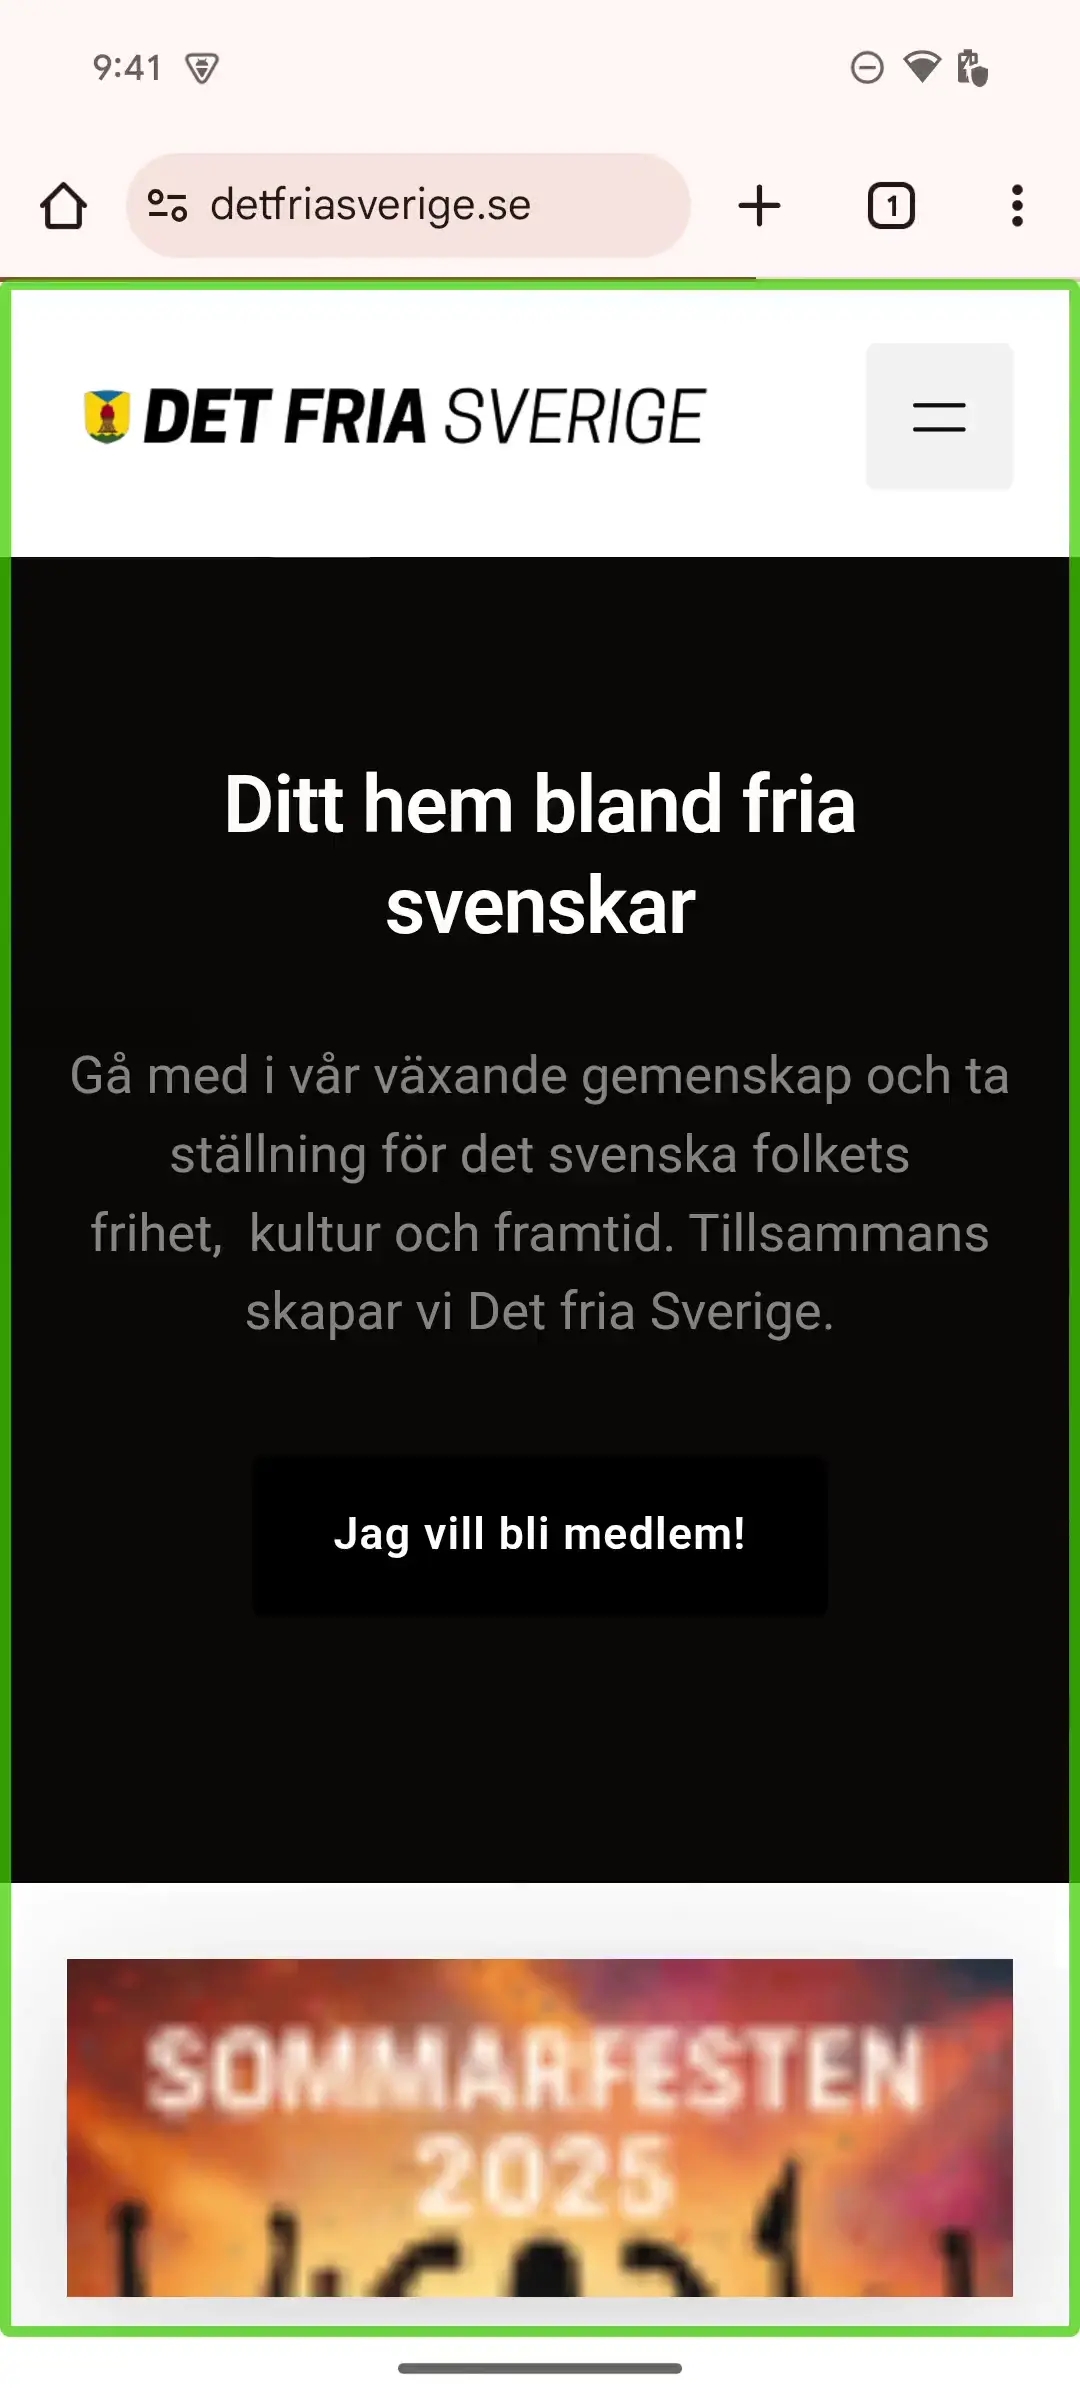 9:41
detfriasverige.se
1
DET FRIA SVERIGE
Ditt hem bland fria
svenskar
Gå med i vår växande gemenskap och ta
ställning för det svenska folkets
frihet,  kultur och framtid. Tillsammans
skapar vi Det fria Sverige.
Jag vill bli medlem!
SOMMARFESTEN
2025